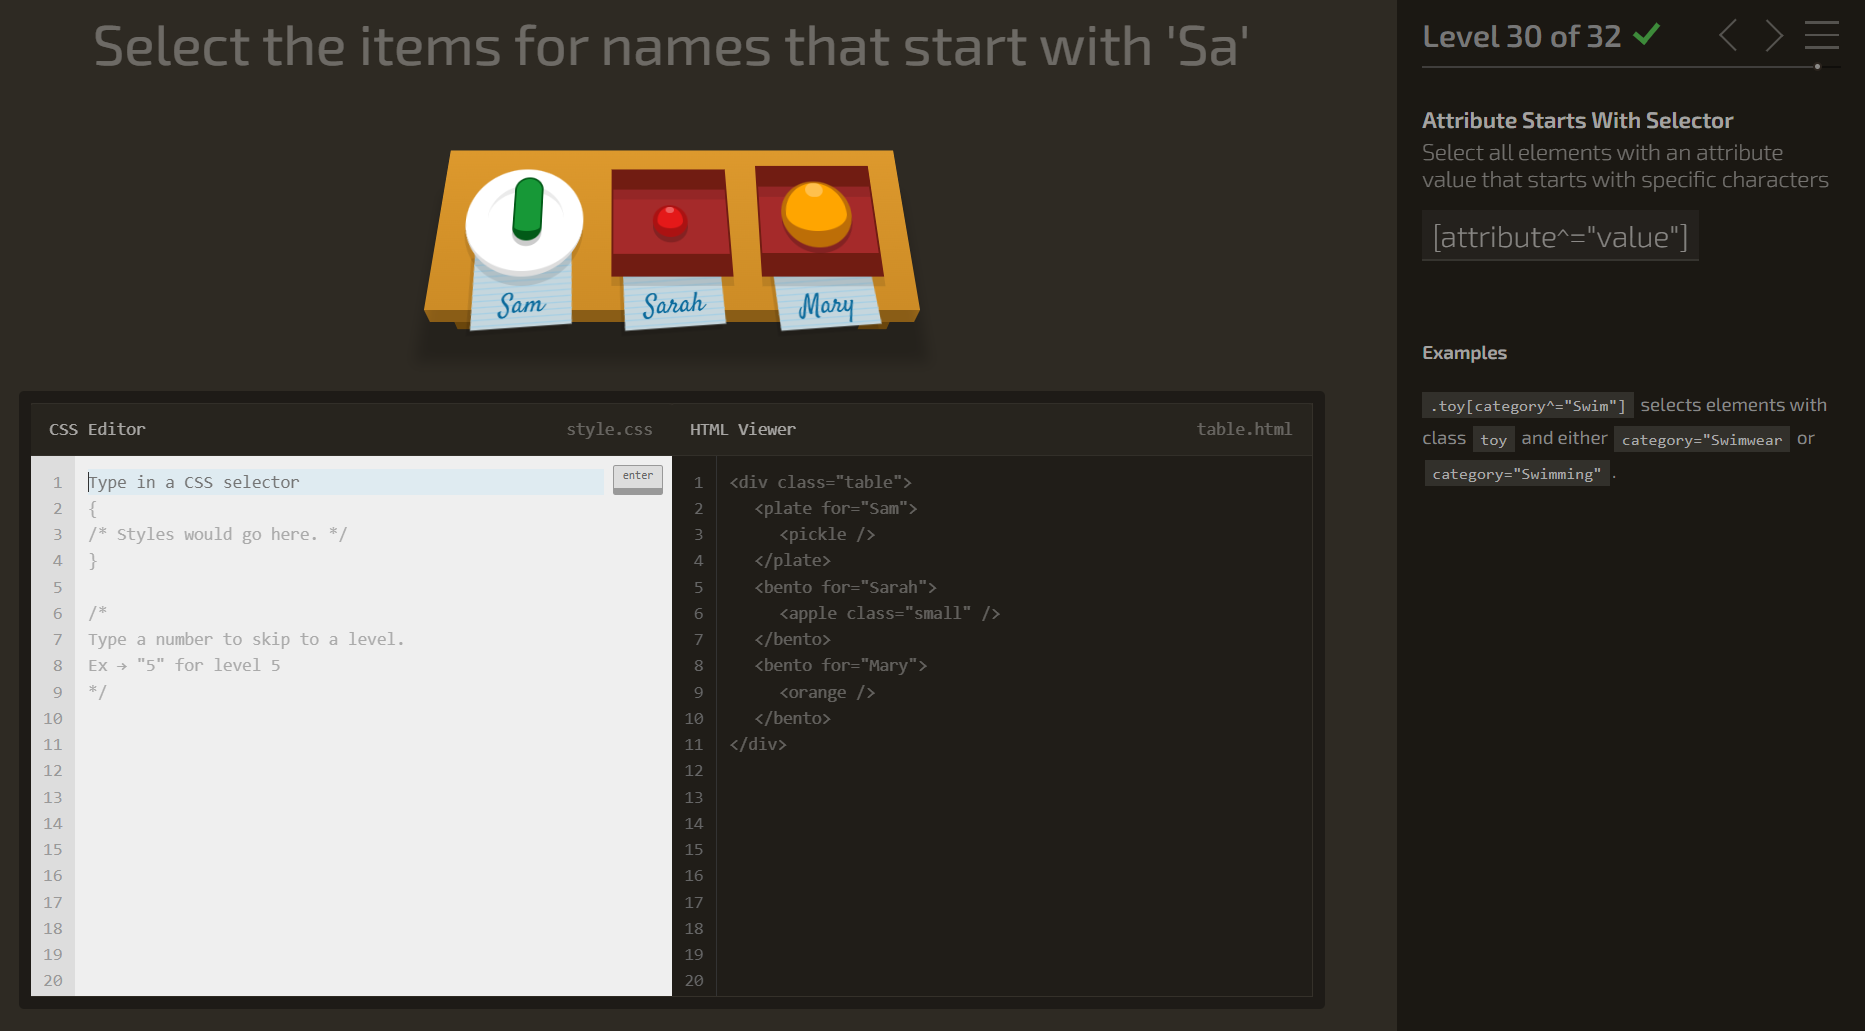 Select the items for names that start with 'Sa'
Sam
Sarah
Mary
CSS Editor
style.css
HTML Viewer
table.html
1 Type in a CSS selector
enter
2 {
3 /* Styles would go here. */
4 }
5
6 /*
7 Type a number to skip to a level.
8 Ex → "5" for level 5
9 */
10
11
12
13
14
15
16
17
18
19
20
1 <div class="table">
2 <plate for="Sam">
3 <pickle />
4 </plate>
5 <bento for="Sarah">
6 <apple class="small" />
7 </bento>
8 <bento for="Mary">
9 <orange />
10 </bento>
11 </div>
12
13
14
15
16
17
18
19
20
Level 30 of 32
Attribute Starts With Selector
Select all elements with an attribute
value that starts with specific characters
[attribute^="value"]
Examples
.toy[category^="Swim"] selects elements with
class toy and either category="Swimwear or
category="Swimming" .